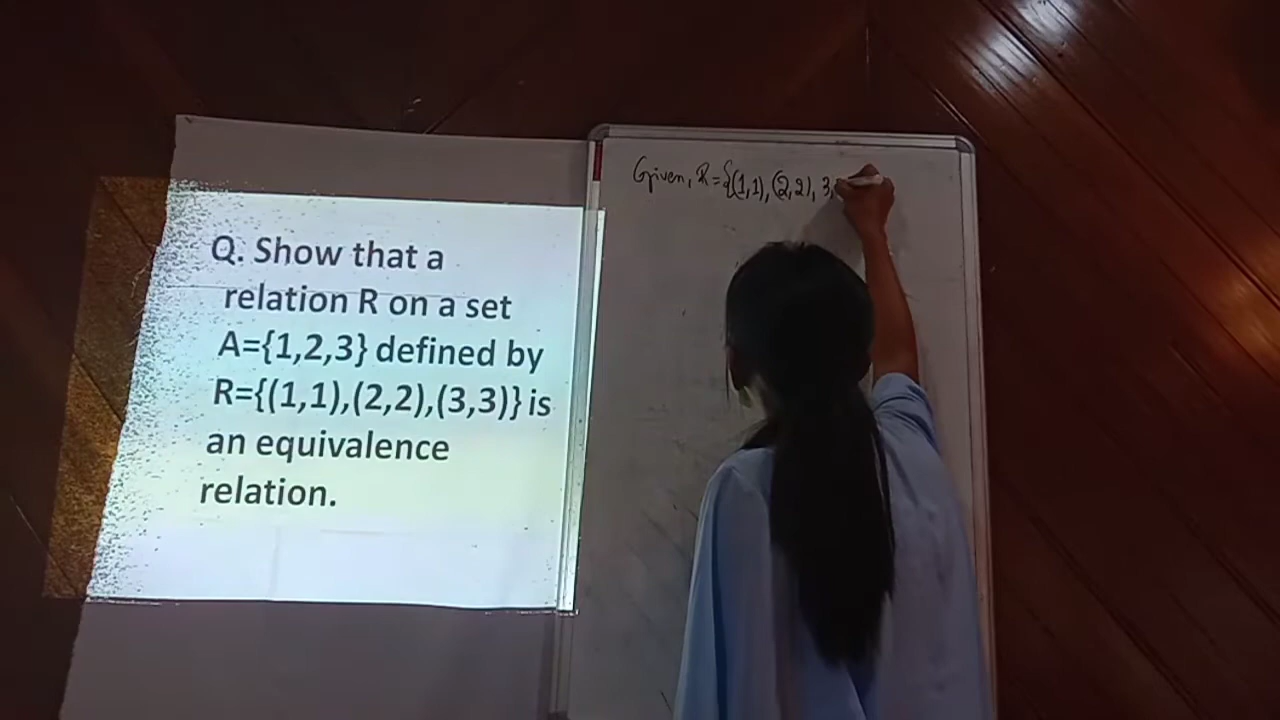 Q. Show that a
relation R on a set
A={1,2,3} defined by
R={(1,1),(2,2),(3,3)} is
an equivalence
relation.
Given, R={(1,1),(2,2), 3,